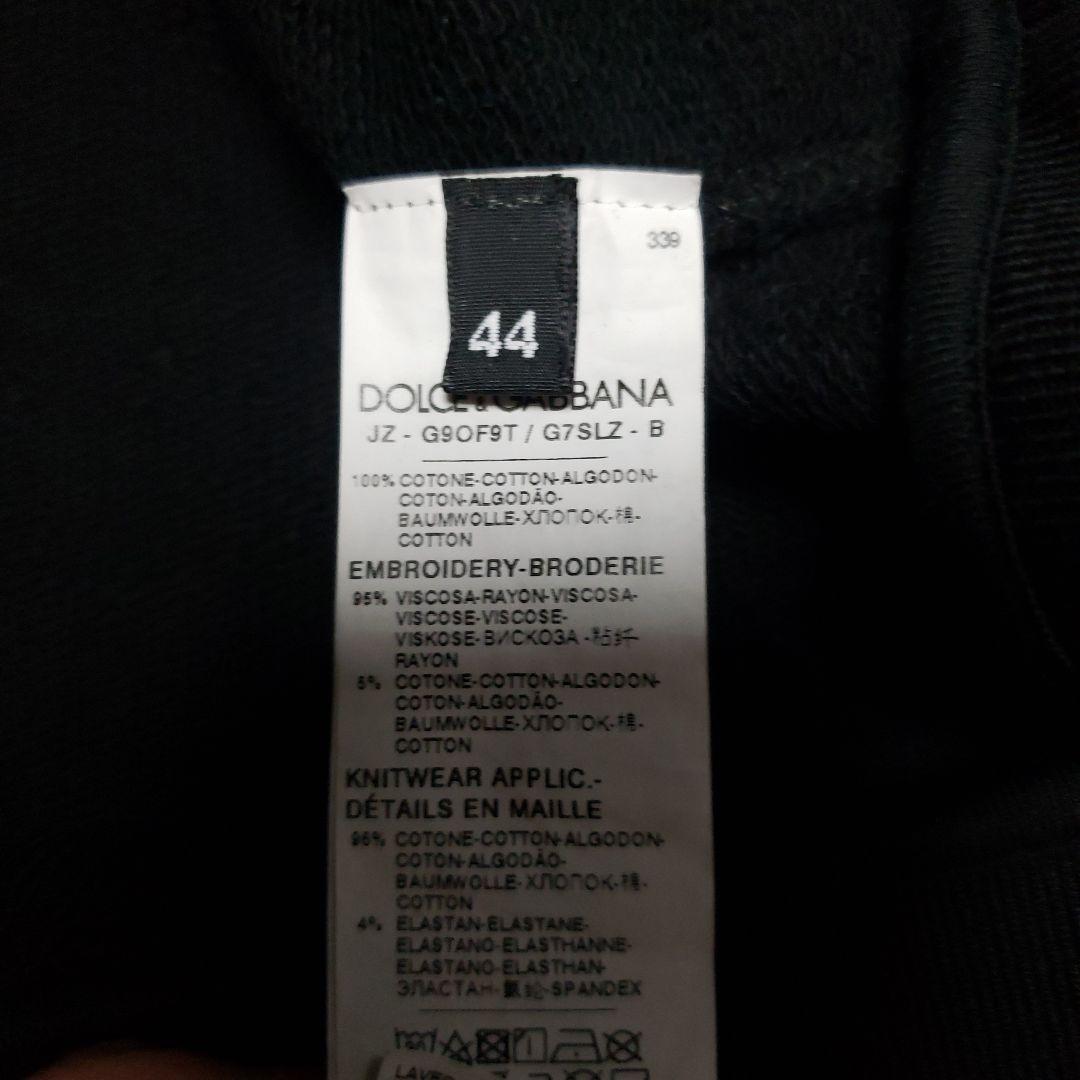 339
44
DOLCE & GABBANA
JZ - G9OF9T / G7SLZ - B
100% COTONE-COTTON-ALGODON-
COTON-ALGODÃO-
BAUMWOLLE-ХЛОПОК-棉-
COTTON
EMBROIDERY-BRODERIE
95% VISCOSA-RAYON-VISCOSA-
VISCOSE-VISCOSE-
VISKOSE-ВИСКОЗА -粘纤
RAYON
5% COTONE-COTTON-ALGODON-
COTON-ALGODÃO-
BAUMWOLLE-ХЛОПОК-棉-
COTTON
KNITWEAR APPLIC.-
DÉTAILS EN MAILLE
96% COTONE-COTTON-ALGODON-
COTON-ALGODÃO-
BAUMWOLLE-ХЛОПОК-棉-
COTTON
4% ELASTAN-ELASTANE-
ELASTANO-ELASTHANNE-
ELASTANO-ELASTHAN-
ЭЛАСТАН-氨纶-SPANDEX